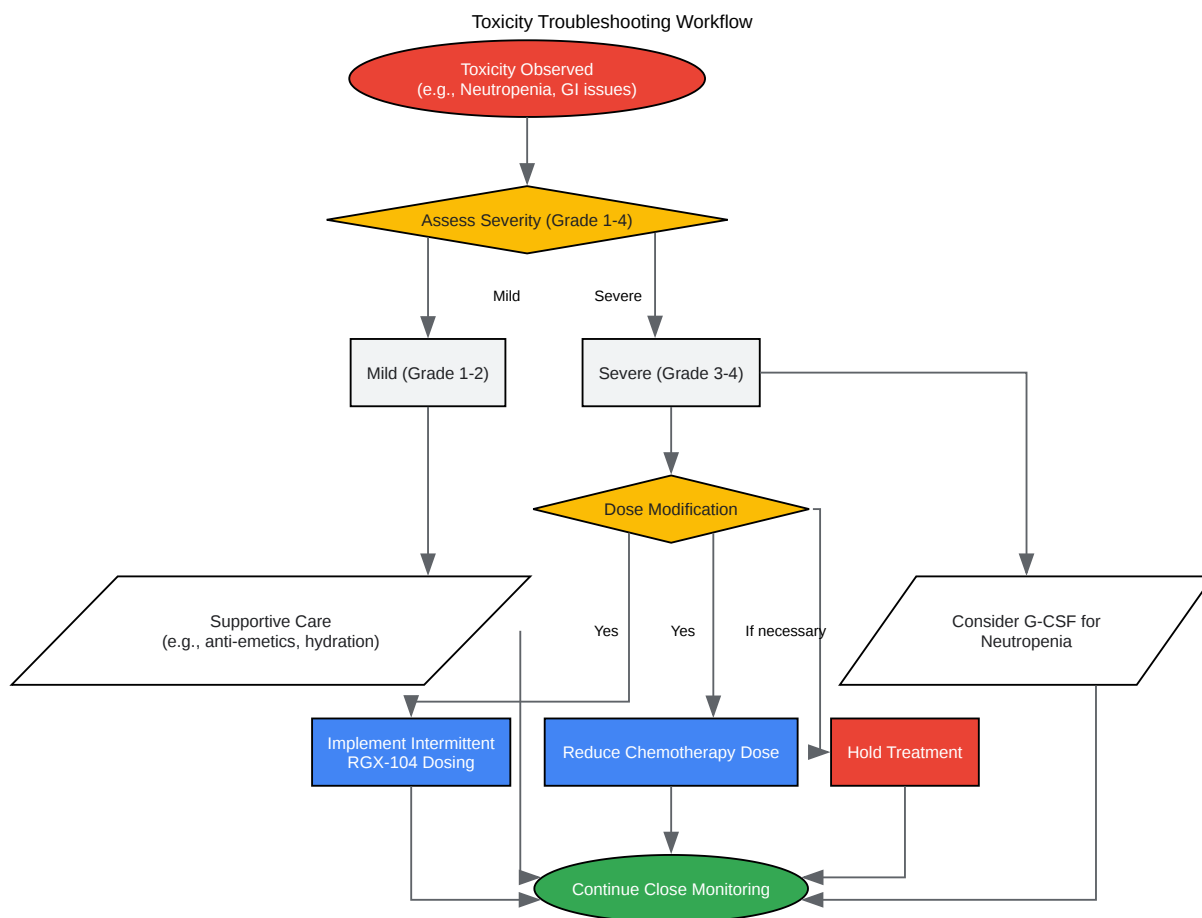 Toxicity Troubleshooting Workflow
Toxicity Observed
(e.g., Neutropenia, GI issues)
Assess Severity (Grade 1-4)
Mild
Severe
Mild (Grade 1-2)
Severe (Grade 3-4)
Dose Modification
Supportive Care
(e.g., anti-emetics, hydration)
Yes
Yes
If necessary
Consider G-CSF for
Neutropenia
Implement Intermittent
RGX-104 Dosing
Reduce Chemotherapy Dose
Hold Treatment
Continue Close Monitoring